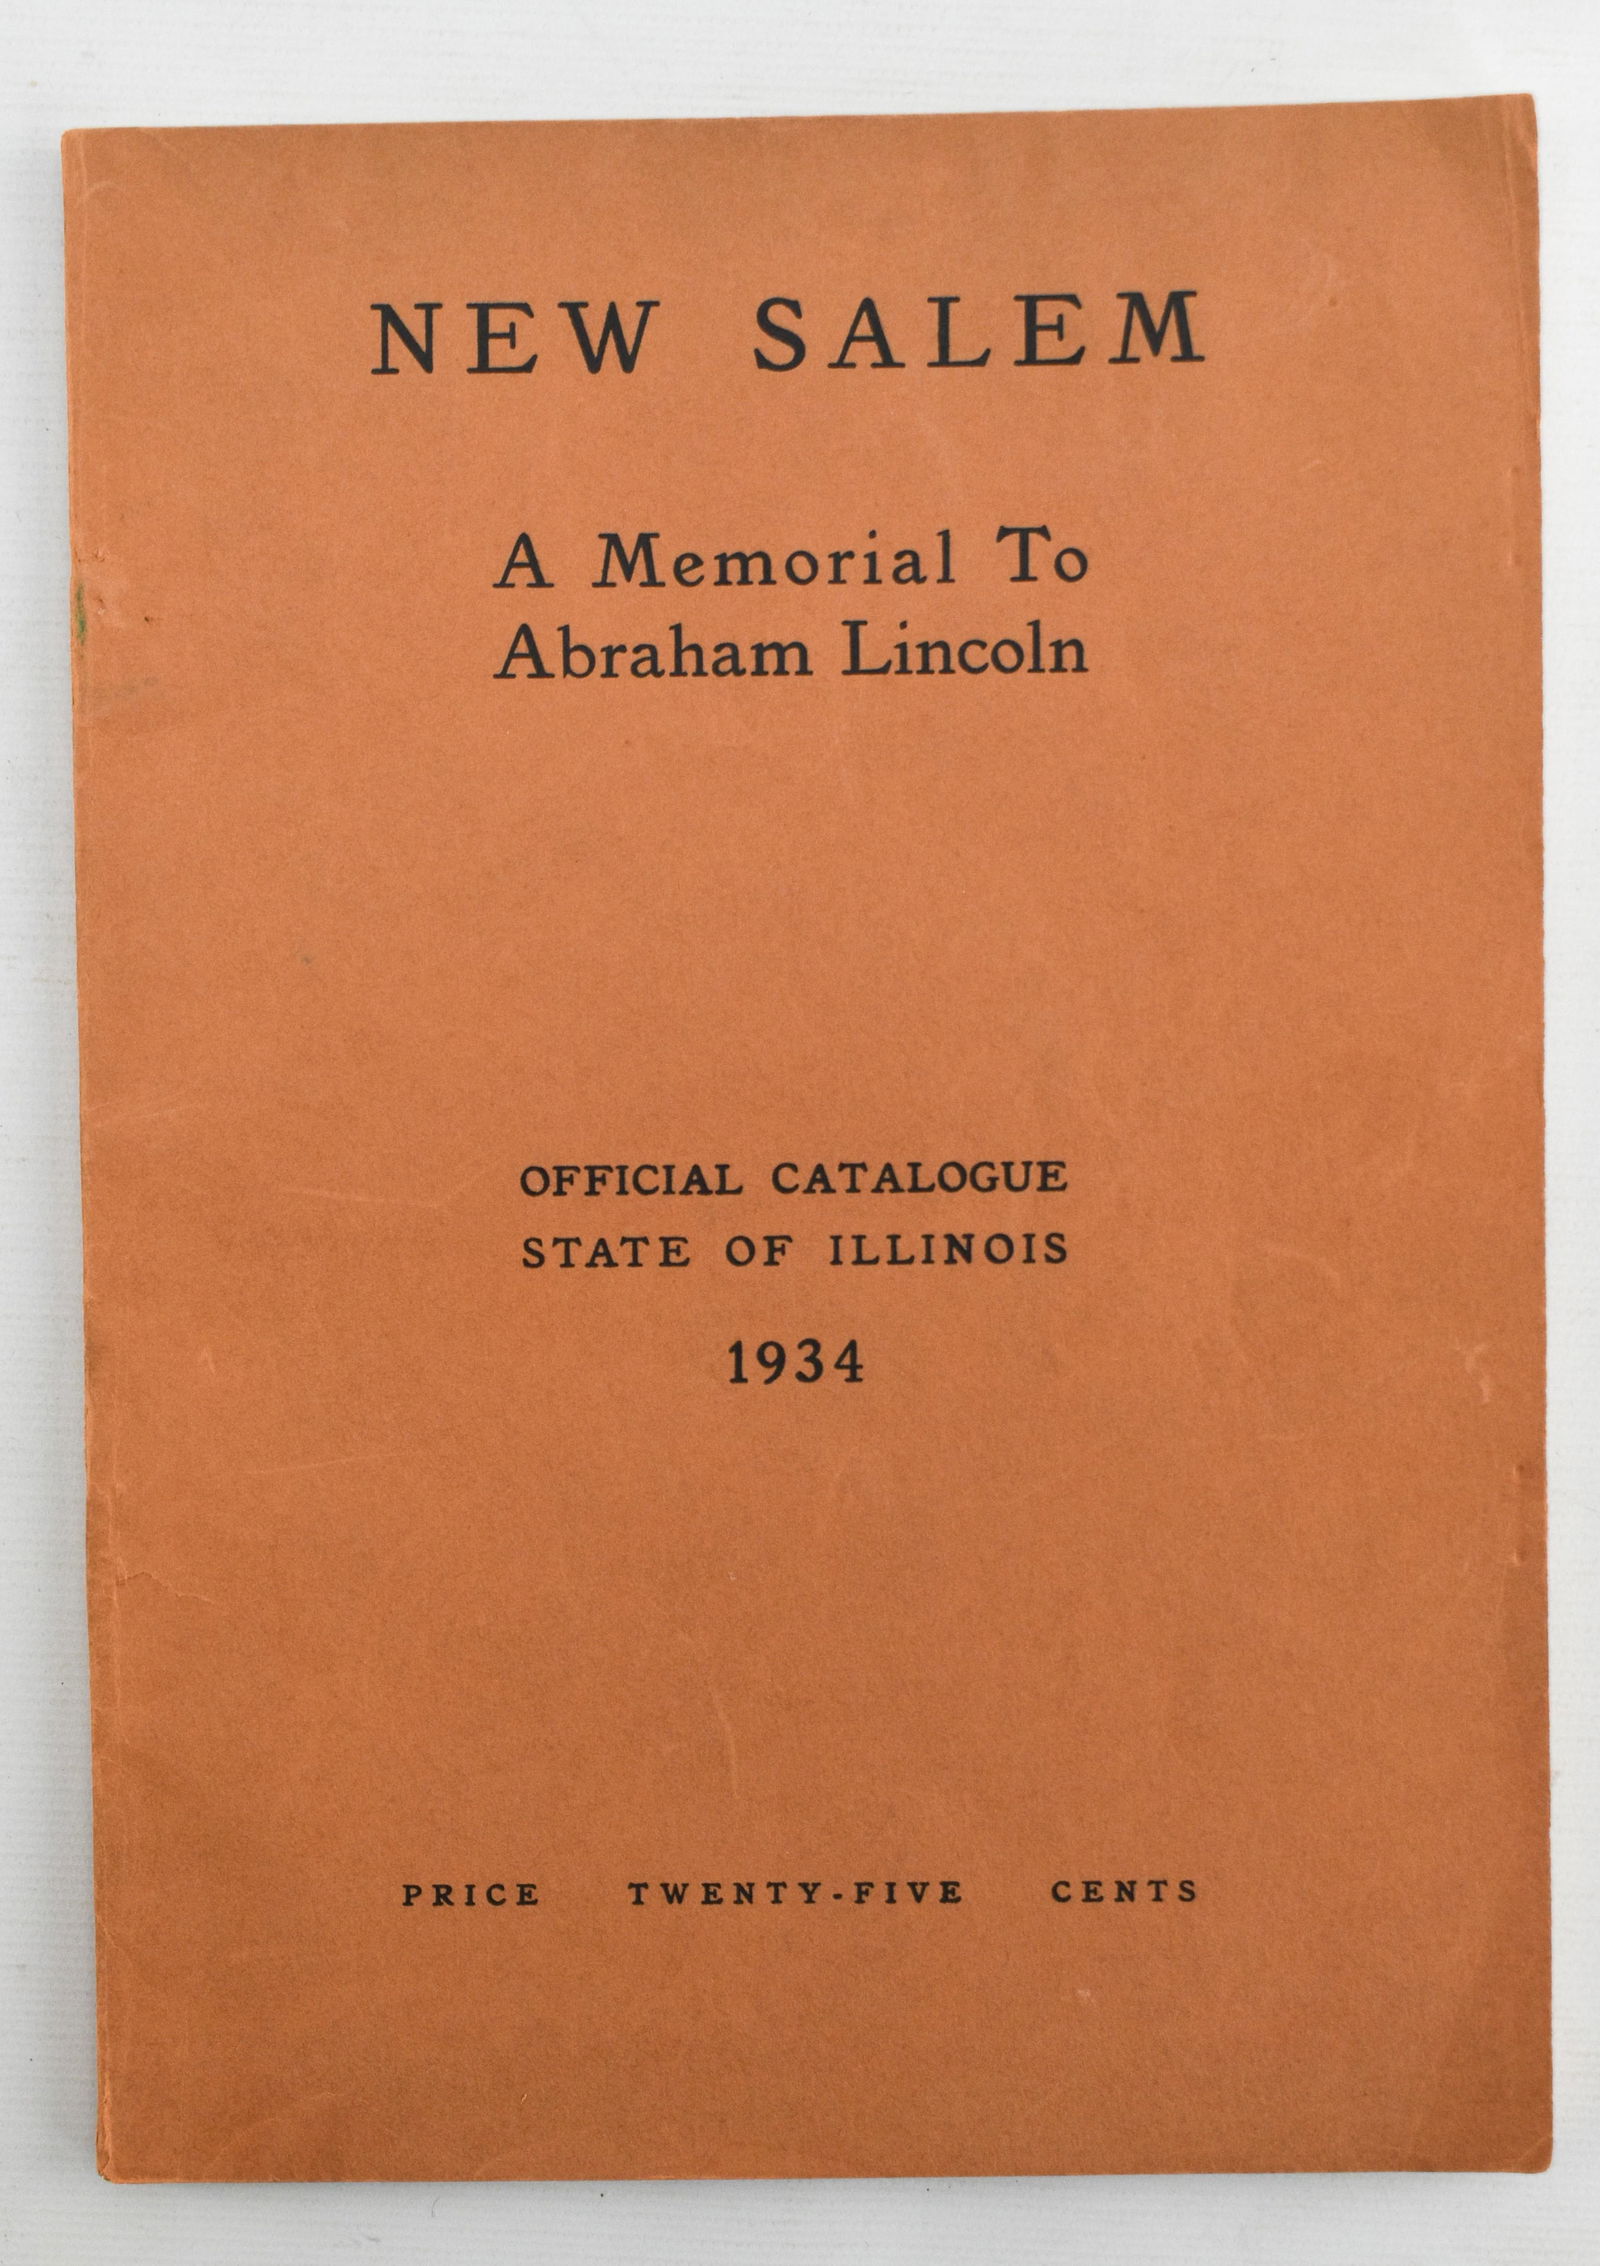 NEW SALEM
A Memorial To
Abraham Lincoln
OFFICIAL CATALOGUE
STATE OF ILLINOIS
1934
PRICE TWENTY-FIVE CENTS